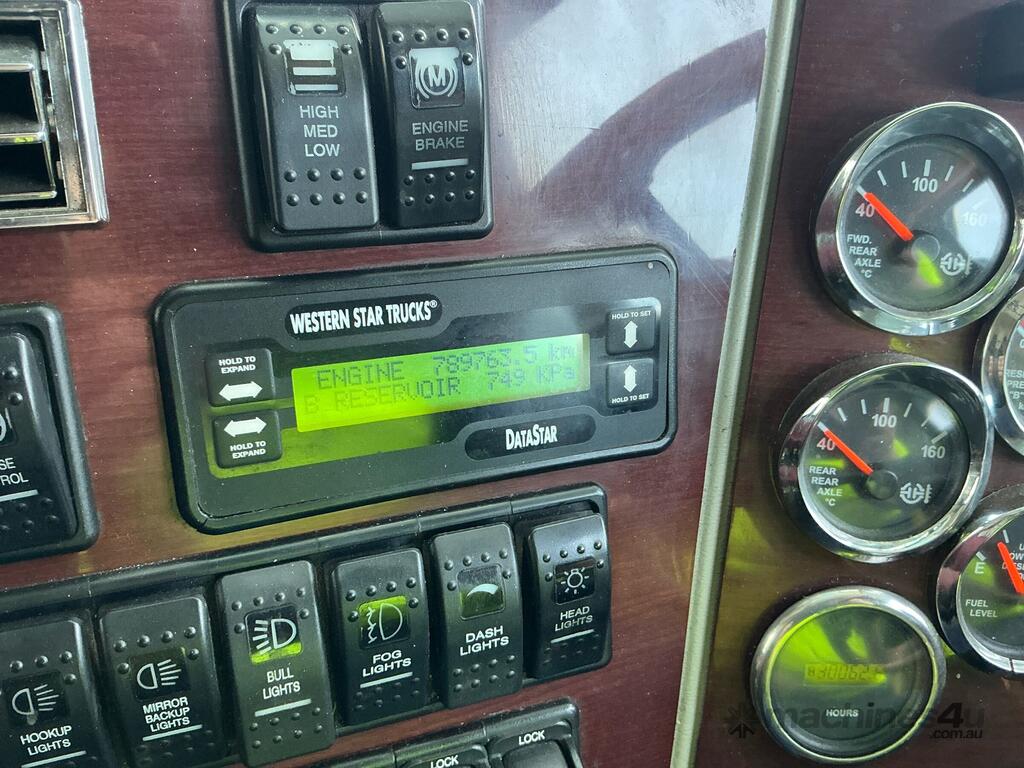 HIGH
MED
LOW
M
ENGINE
BRAKE
WESTERN STAR TRUCKS®
HOLD TO
EXPAND
HOLD TO
EXPAND
HOLD TO SET
HOLD TO SET
ENGINE 789763.5 km
B RESERVOIR 749 KPa
DATASTAR
HOOKUP
LIGHTS
MIRROR
BACKUP
LIGHTS
BULL
LIGHTS
FOG
LIGHTS
DASH
LIGHTS
HEAD
LIGHTS
LOCK
LOCK
40
100
160
FWD.
REAR
AXLE
°C
40
100
160
REAR
REAR
AXLE
°C
E
FUEL
LEVEL
HOURS
machines4u
.com.au